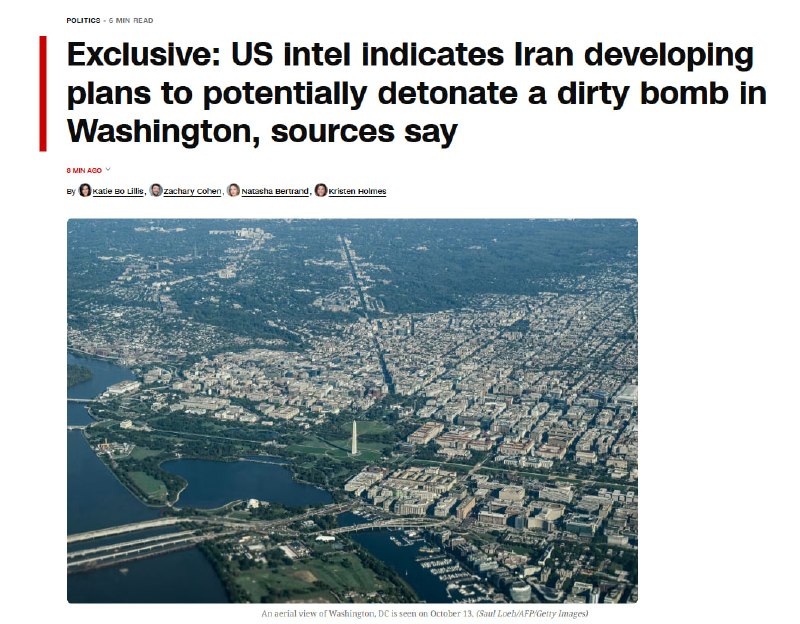 POLITICS • 6 MIN READ
Exclusive: US intel indicates Iran developing
plans to potentially detonate a dirty bomb in
Washington, sources say
8 MIN AGO
By Katie Bo Lillis, Zachary Cohen, Natasha Bertrand, Kristen Holmes
An aerial view of Washington, DC is seen on October 13. (Saul Loeb/AFP/Getty Images)